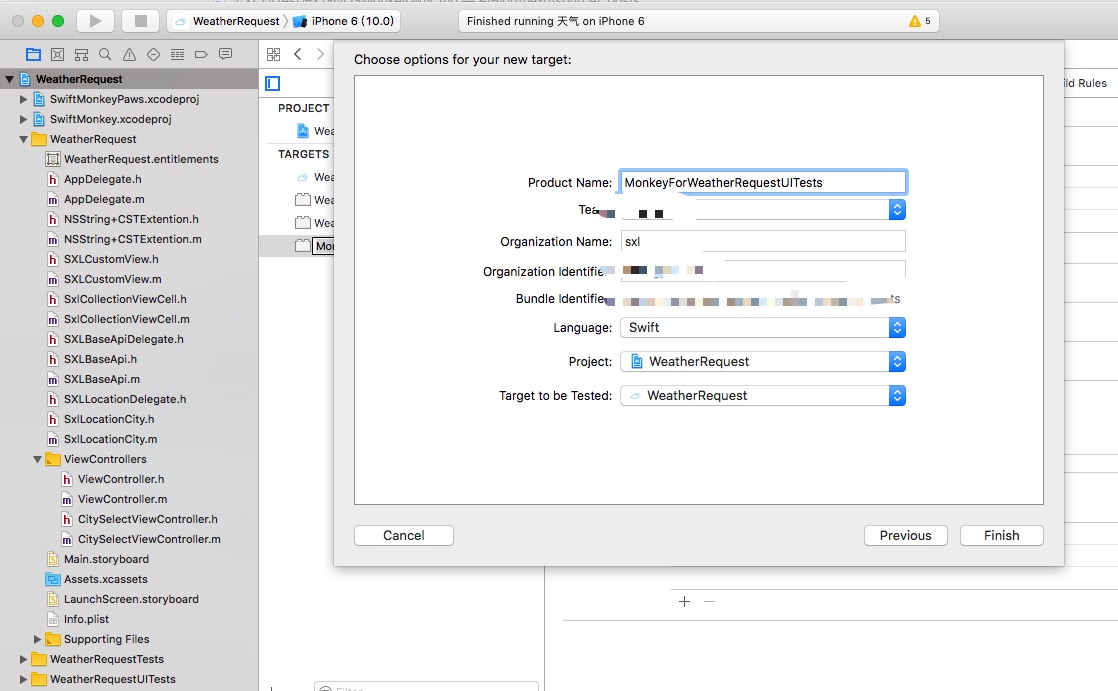 WeatherRequest
iPhone 6 (10.0)
Finished running 天气 on iPhone 6
5
WeatherRequest
SwiftMonkeyPaws.xcodeproj
SwiftMonkey.xcodeproj
WeatherRequest
WeatherRequest.entitlements
AppDelegate.h
AppDelegate.m
NSString+CSTExtention.h
NSString+CSTExtention.m
SXLCustomView.h
SXLCustomView.m
SxlCollectionViewCell.h
SxlCollectionViewCell.m
SXLBaseApiDelegate.h
SXLBaseApi.h
SXLBaseApi.m
SXLLocationDelegate.h
SxlLocationCity.h
SxlLocationCity.m
ViewControllers
ViewController.h
ViewController.m
CitySelectViewController.h
CitySelectViewController.m
Main.storyboard
Assets.xcassets
LaunchScreen.storyboard
Info.plist
Supporting Files
WeatherRequestTests
WeatherRequestUITests
PROJECT
Wea
TARGETS
Wea
Wea
Wea
Mon
Choose options for your new target:
Product Name: MonkeyForWeatherRequestUITests
Tea
Organization Name: sxl
Organization Identifie
Bundle Identifie ts
Language: Swift
Project: WeatherRequest
Target to be Tested: WeatherRequest
Cancel
Previous
Finish
ild Rules
Filter